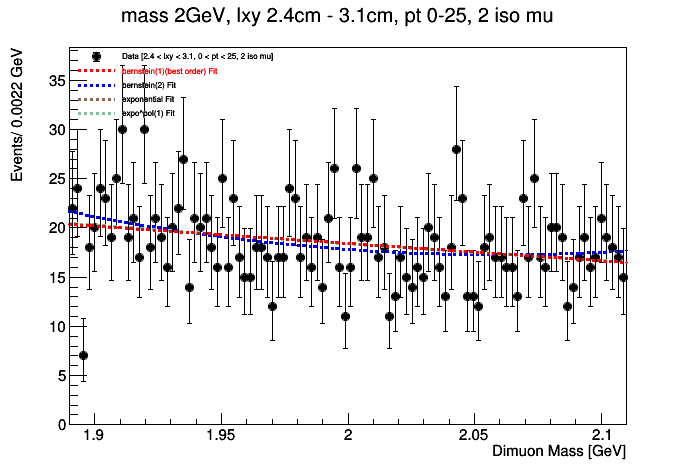 mass 2GeV, lxy 2.4cm - 3.1cm, pt 0-25, 2 iso mu
Events/ 0.0022 GeV
Data [2.4 < lxy < 3.1, 0 < pt < 25, 2 iso mu]
bernstein(1)(best order) Fit
bernstein(2) Fit
exponential Fit
expo*pol(1) Fit
35
30
25
20
15
10
5
0
1.9
1.95
2
2.05
2.1
Dimuon Mass [GeV]